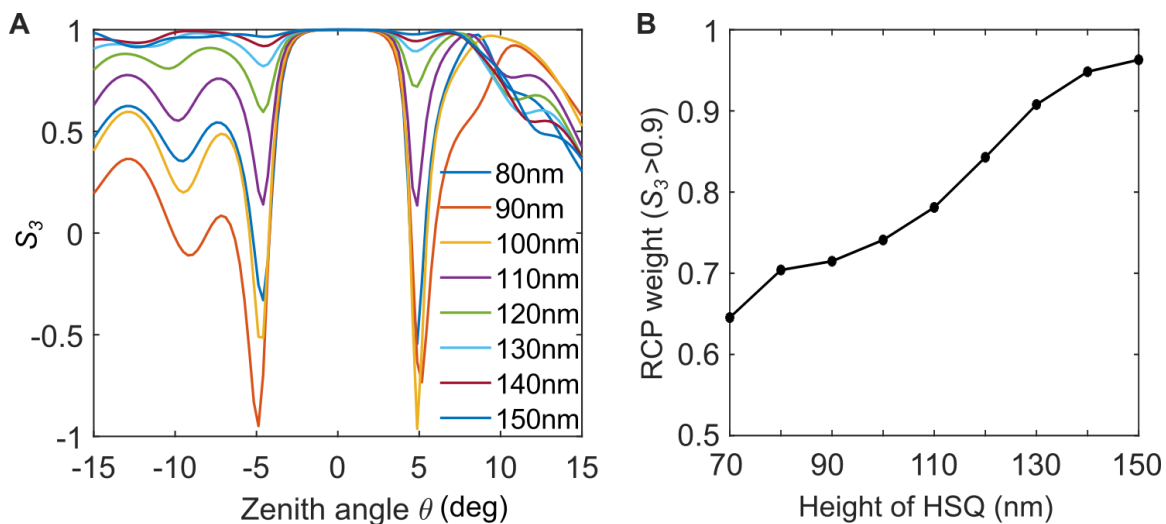 A
S3
1
0.5
0
-0.5
-1
-15
-10
-5
0
5
10
15
Zenith angle θ (deg)
80nm
90nm
100nm
110nm
120nm
130nm
140nm
150nm
B
RCP weight (S3 >0.9)
1
0.9
0.8
0.7
0.6
0.5
70
90
110
130
150
Height of HSQ (nm)